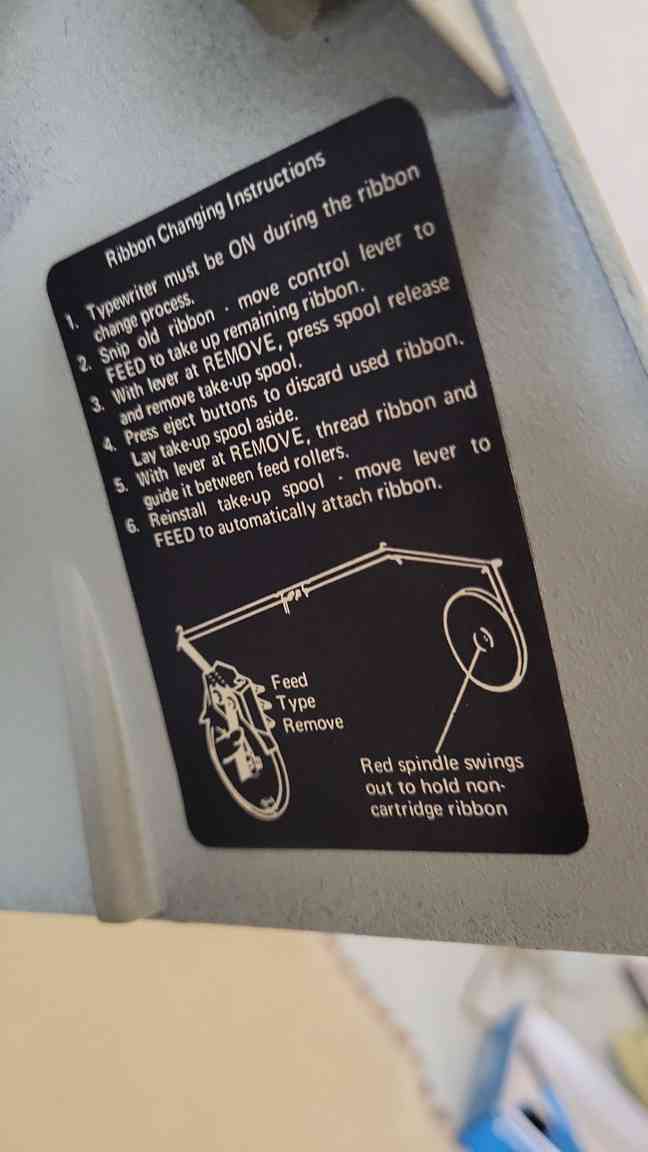 Ribbon Changing Instructions
1. Typewriter must be ON during the ribbon
change process.
2. Snip old ribbon - move control lever to
FEED to take up remaining ribbon.
3. With lever at REMOVE, press spool release
and remove take-up spool.
4. Press eject buttons to discard used ribbon.
Lay take-up spool aside.
5. With lever at REMOVE, thread ribbon and
guide it between feed rollers.
6. Reinstall take-up spool - move lever to
FEED to automatically attach ribbon.
Feed
Type
Remove
Red spindle swings
out to hold non-
cartridge ribbon